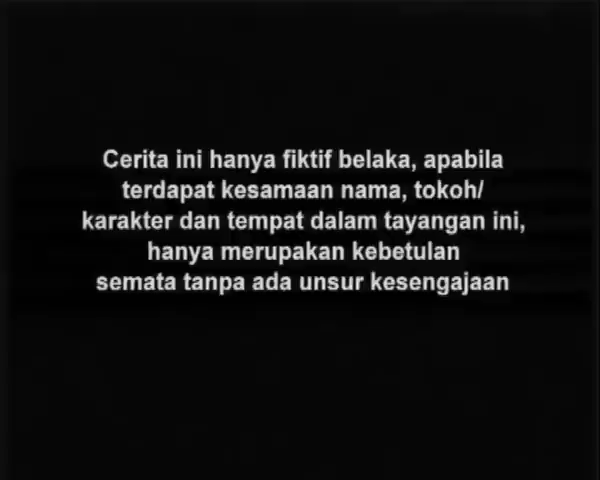 Cerita ini hanya fiktif belaka, apabila
terdapat kesamaan nama, tokoh/
karakter dan tempat dalam tayangan ini,
hanya merupakan kebetulan
semata tanpa ada unsur kesengajaan